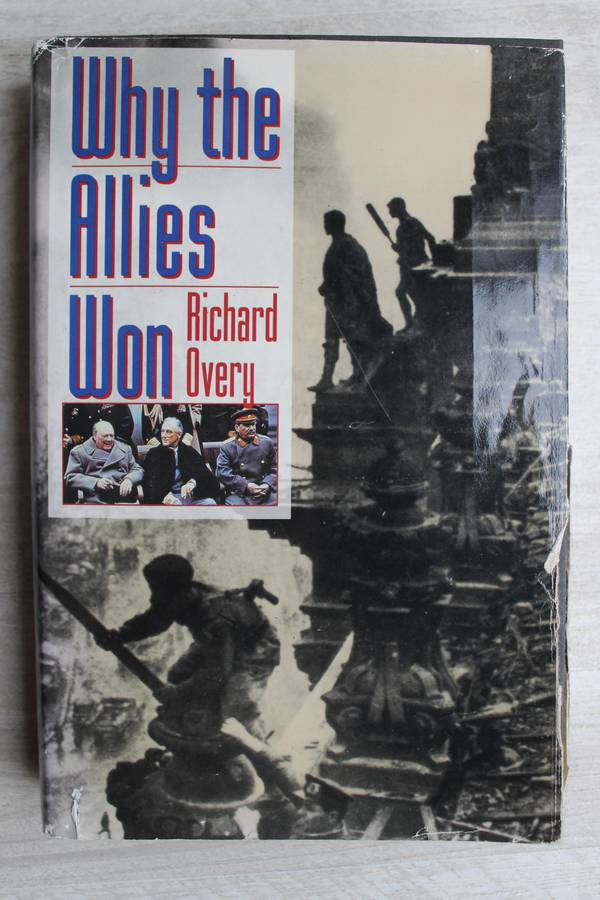 Why the
Allies
Won
Richard
Overy